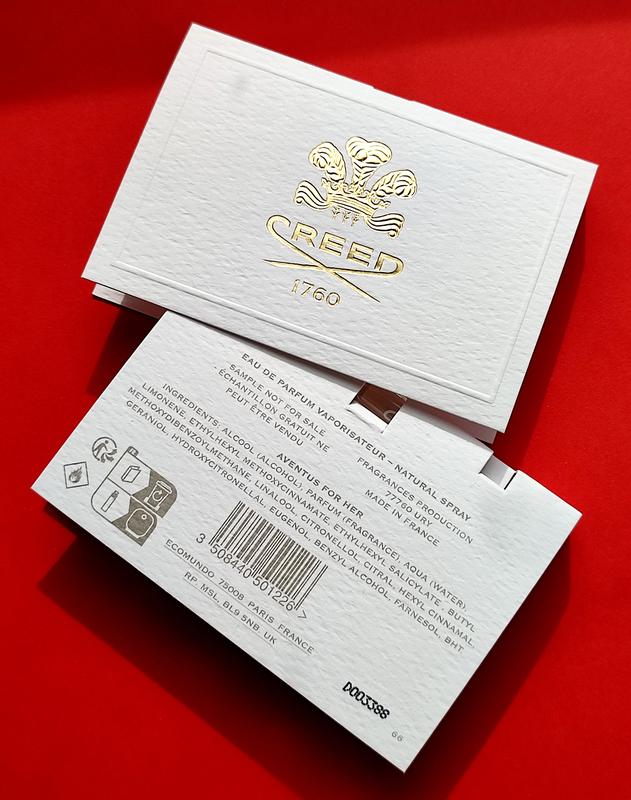 CREED
1760
EAU DE PARFUM VAPORISATEUR - NATURAL SPRAY
SAMPLE NOT FOR SALE
- ÉCHANTILLON GRATUIT NE
PEUT ÊTRE VENDU
FRAGRANCES PRODUCTION
77760 URY
MADE IN FRANCE
AVENTUS FOR HER
INGREDIENTS: ALCOOL (ALCOHOL), PARFUM (FRAGRANCE), AQUA (WATER),
LIMONENE, ETHYLHEXYL METHOXYCINNAMATE, ETHYLHEXYL SALICYLATE, BUTYL
METHOXYDIBENZOYLMETHANE, LINALOOL, CITRONELLOL, CITRAL, HEXYL CINNAMAL,
GERANIOL, HYDROXYCITRONELLAL, EUGENOL, BENZYL ALCOHOL, FARNESOL, BHT.
3 508440 501226 >
ECOMUNDO 75008 PARIS FRANCE
RP. MSL, BL9 5NB, UK
D003388
66